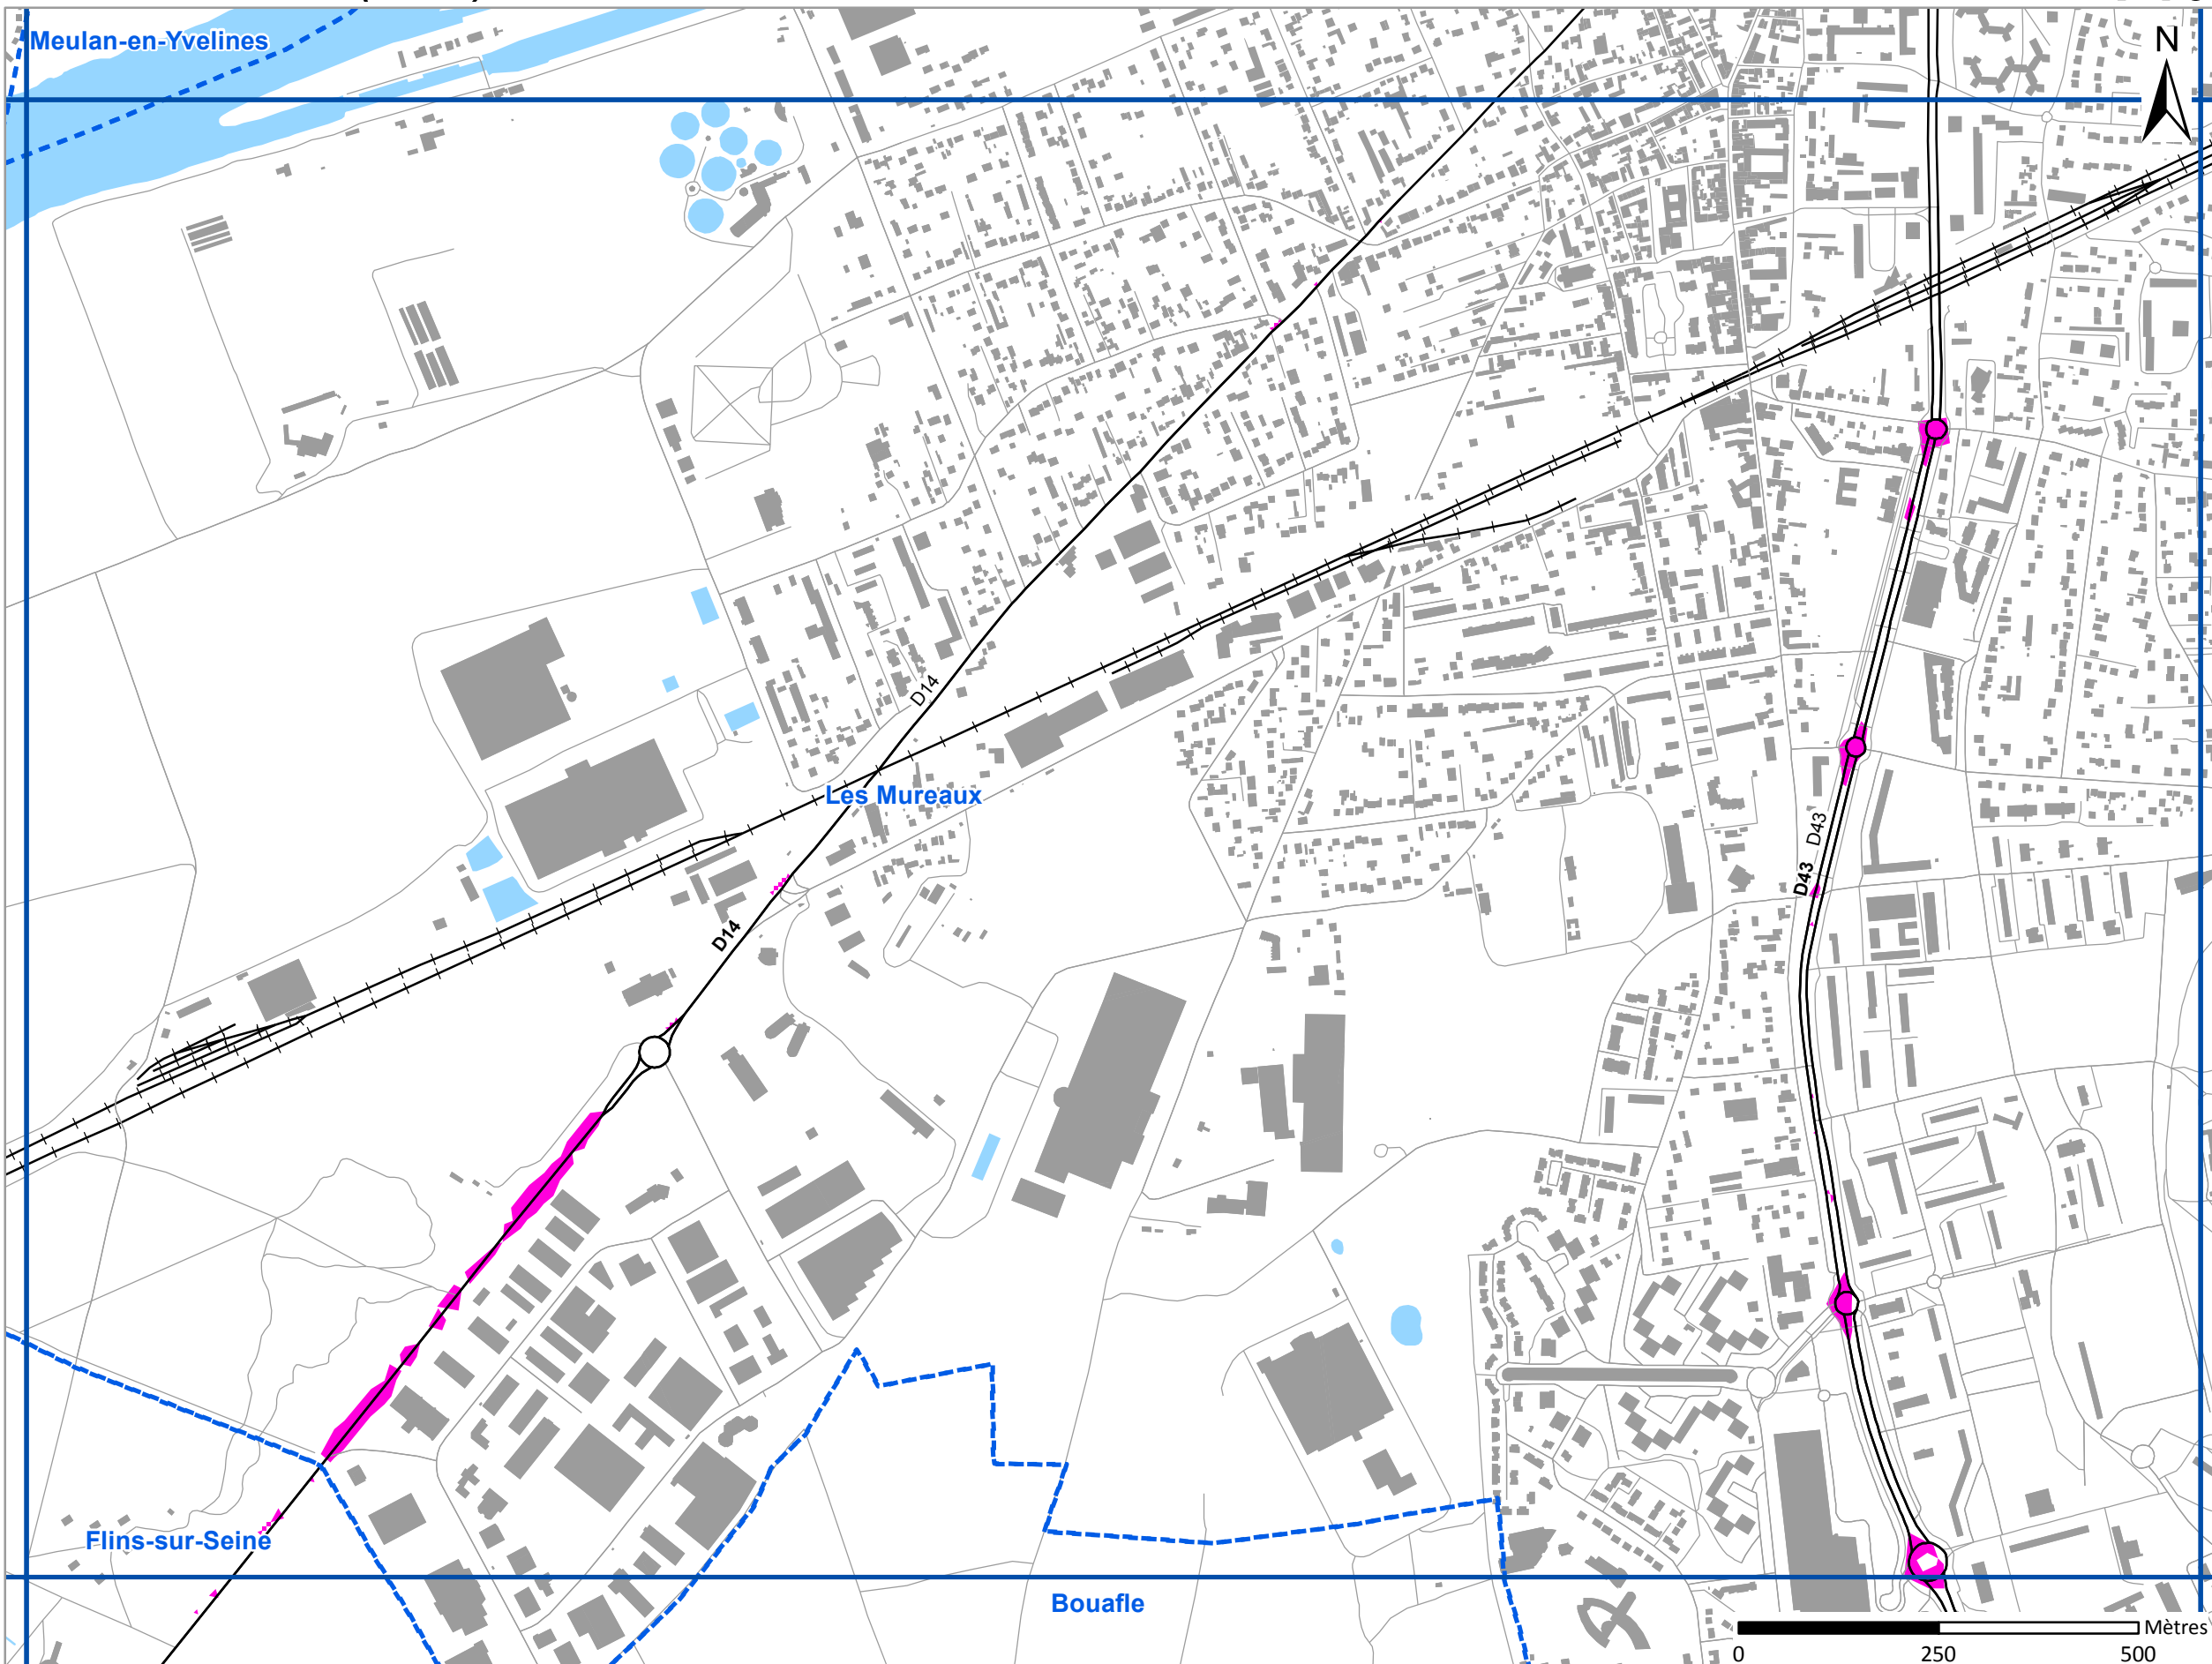 Meulan-en-Yvelines
N
D14
Les Mureaux
D43
D43
D14
Flins-sur-Seine
Bouafle
Mètres
0 250 500